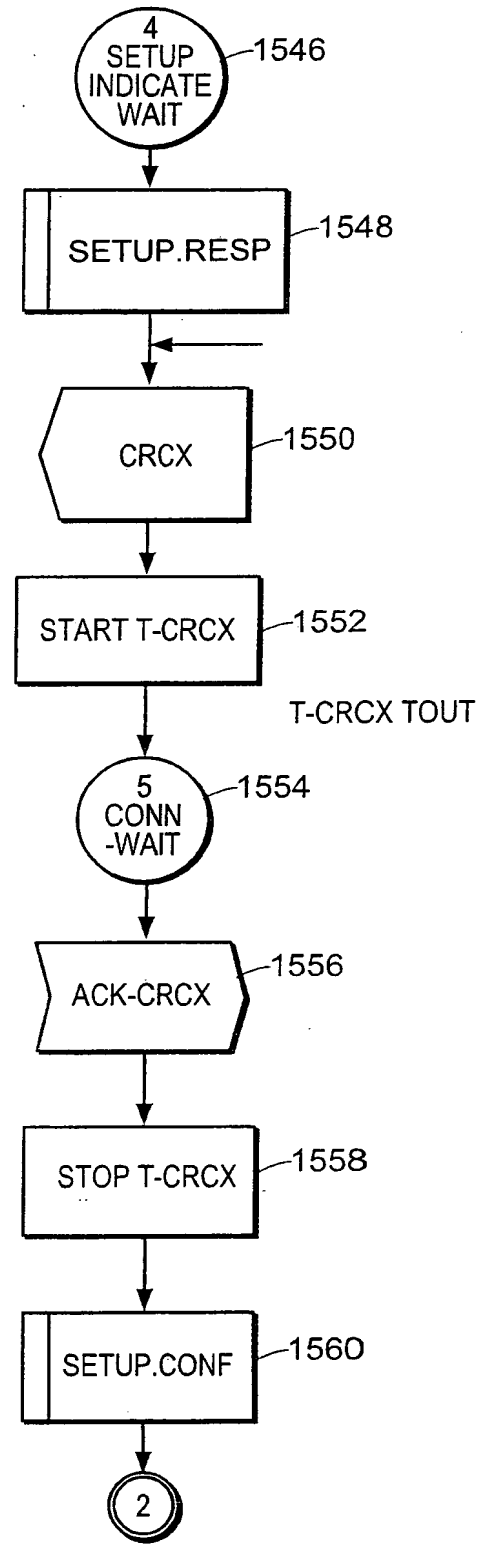 4
SETUP
INDICATE
WAIT
1546
SETUP.RESP
1548
CRCX
1550
START T-CRCX
1552
T-CRCX TOUT
5
CONN
-WAIT
1554
ACK-CRCX
1556
STOP T-CRCX
1558
SETUP.CONF
1560
2